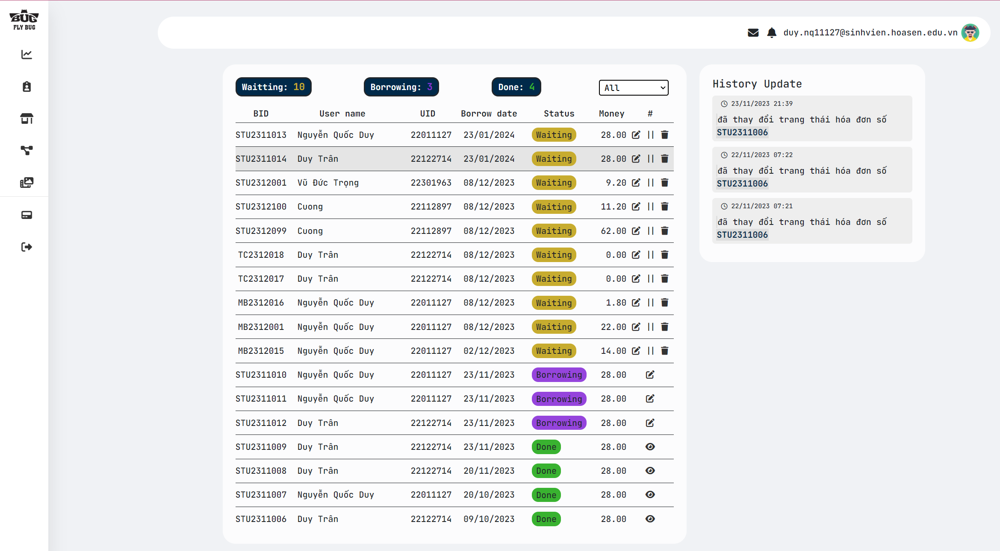 BUG
FLY BUG
duy.nq11127@sinhvien.hoasen.edu.vn
Waitting: 10 Borrowing: 3 Done: 4 All
BID User name UID Borrow date Status Money #
STU2311013 Nguyễn Quốc Duy 22011127 23/01/2024 Waiting 28.00 ||
STU2311014 Duy Trân 22122714 23/01/2024 Waiting 28.00 ||
STU2312001 Vũ Đức Trọng 22301963 08/12/2023 Waiting 9.20 ||
STU2312100 Cuong 22112897 08/12/2023 Waiting 11.20 ||
STU2312099 Cuong 22112897 08/12/2023 Waiting 62.00 ||
TC2312018 Duy Trân 22122714 08/12/2023 Waiting 0.00 ||
TC2312017 Duy Trân 22122714 08/12/2023 Waiting 0.00 ||
MB2312016 Nguyễn Quốc Duy 22011127 08/12/2023 Waiting 1.80 ||
MB2312001 Nguyễn Quốc Duy 22011127 08/12/2023 Waiting 22.00 ||
MB2312015 Nguyễn Quốc Duy 22011127 02/12/2023 Waiting 14.00 ||
STU2311010 Nguyễn Quốc Duy 22011127 23/11/2023 Borrowing 28.00
STU2311011 Nguyễn Quốc Duy 22011127 23/11/2023 Borrowing 28.00
STU2311012 Duy Trân 22122714 23/11/2023 Borrowing 28.00
STU2311009 Duy Trân 22122714 23/11/2023 Done 28.00
STU2311008 Duy Trân 22122714 20/11/2023 Done 28.00
STU2311007 Nguyễn Quốc Duy 22011127 20/10/2023 Done 28.00
STU2311006 Duy Trân 22122714 09/10/2023 Done 28.00
History Update
23/11/2023 21:39
đã thay đổi trang thái hóa đơn số
STU2311006
22/11/2023 07:22
đã thay đổi trang thái hóa đơn số
STU2311006
22/11/2023 07:21
đã thay đổi trang thái hóa đơn số
STU2311006